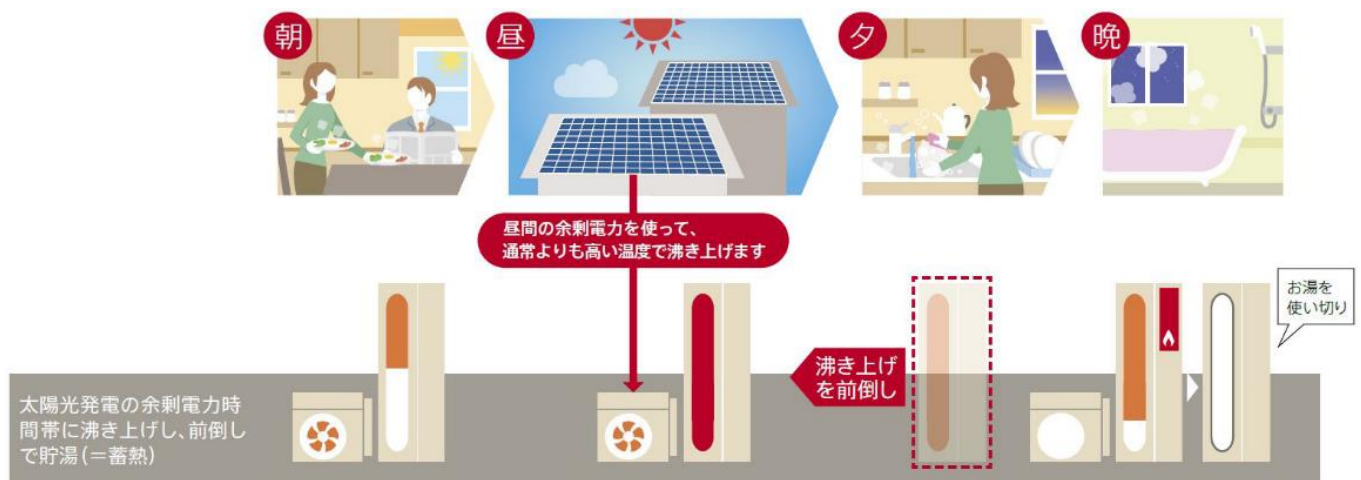 朝
昼
夕
晩
昼間の余剰電力を使って、
通常よりも高い温度で沸き上げます
お湯を
使い切り
沸き上げ
を前倒し
太陽光発電の余剰電力時
間帯に沸き上げし、前倒し
で貯湯(=蓄熱)